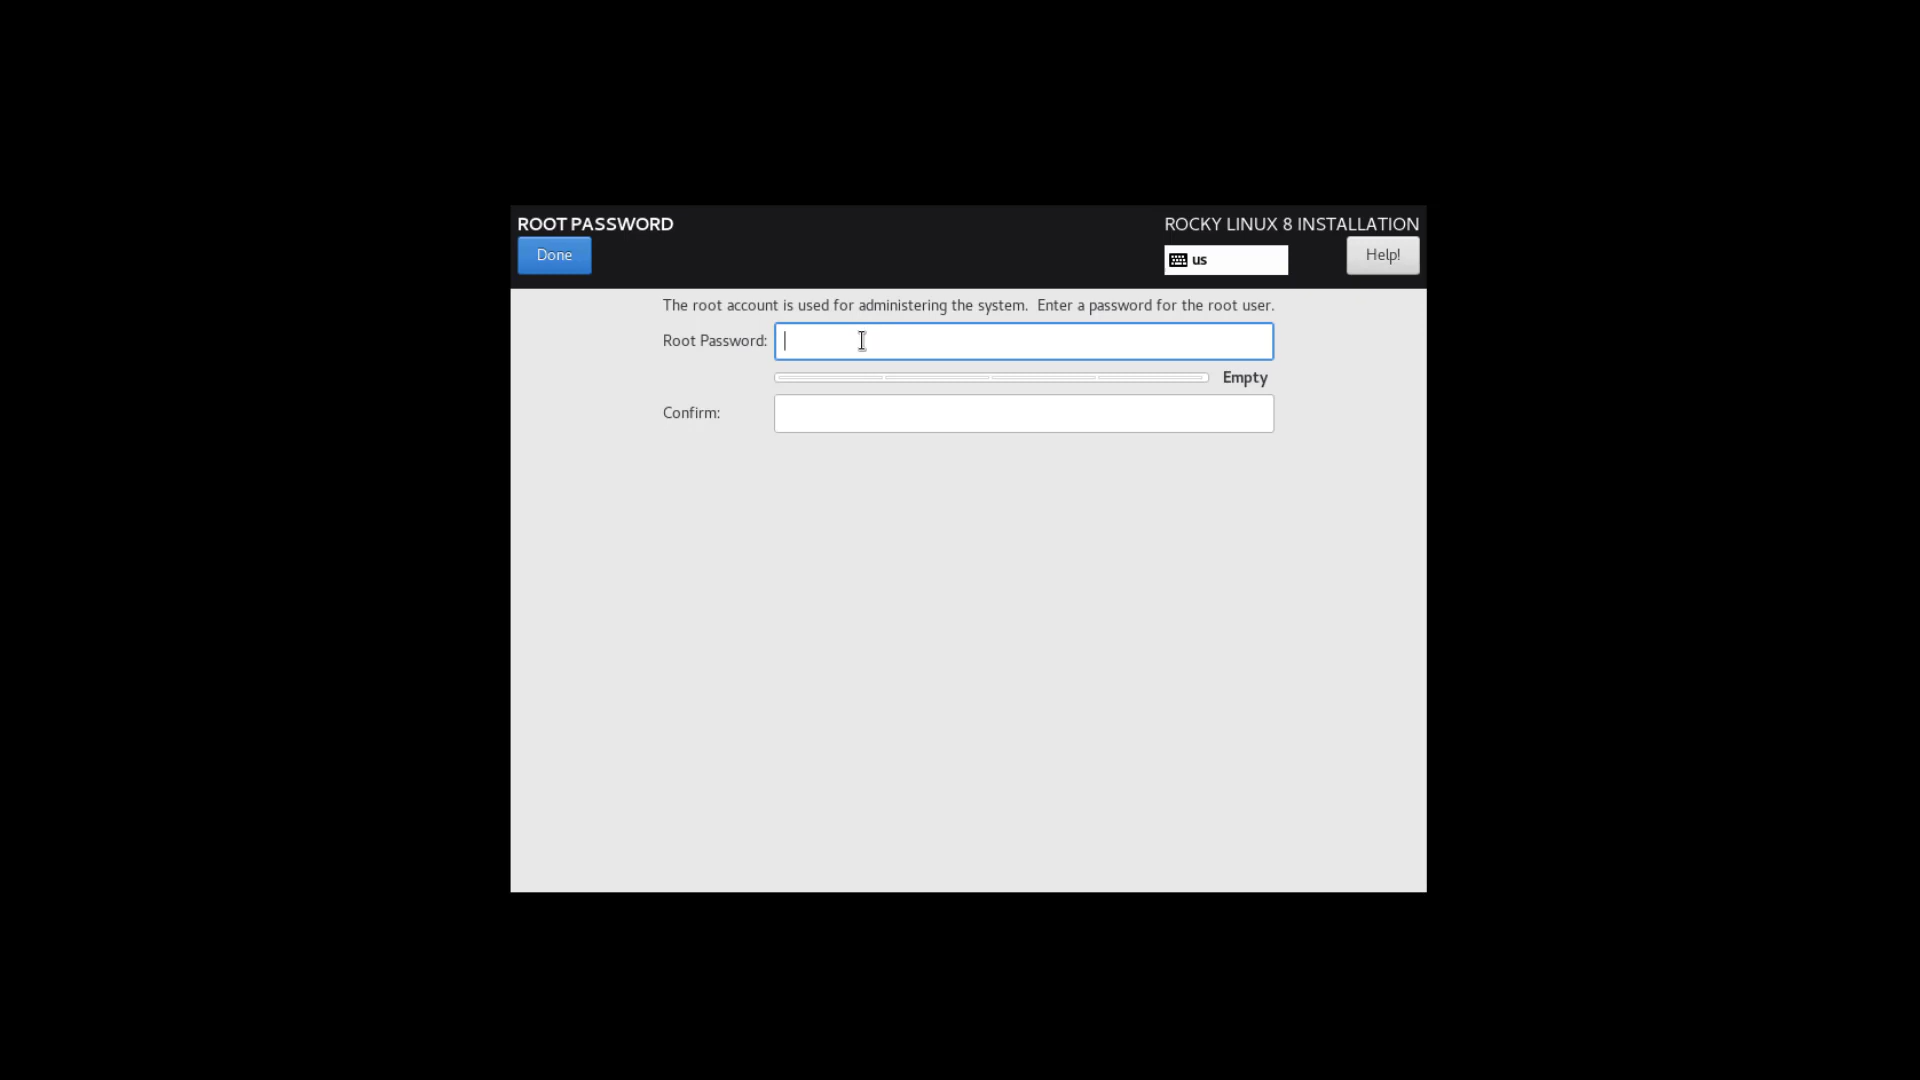 ROOT PASSWORD
ROCKY LINUX 8 INSTALLATION
Done
us
Help!
The root account is used for administering the system.  Enter a password for the root user.
Root Password:
Empty
Confirm: